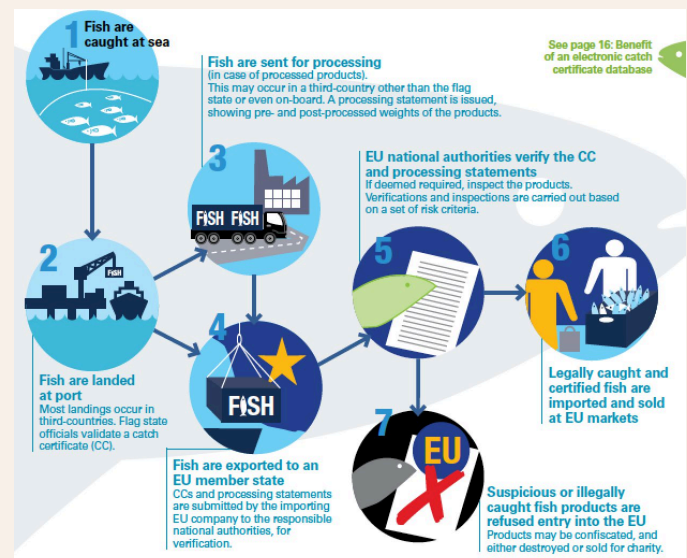 1
Fish are
caught at sea
See page 16: Benefit
of an electronic catch
certificate database
Fish are sent for processing
(in case of processed products).
This may occur in a third-country other than the flag
state or even on-board. A processing statement is issued,
showing pre- and post-processed weights of the products.
3
FISH FISH
EU national authorities verify the CC
and processing statements
If deemed required, inspect the products.
Verifications and inspections are carried out based
on a set of risk criteria.
2
FISH
Fish are landed
at port
Most landings occur in
third-countries. Flag state
officials validate a catch
certificate (CC).
4
FISH
Fish are exported to an
EU member state
CCs and processing statements
are submitted by the importing
EU company to the responsible
national authorities, for
verification.
5
6
Legally caught and
certified fish are
imported and sold
at EU markets
7
EU
Suspicious or illegally
caught fish products are
refused entry into the EU
Products may be confiscated, and
either destroyed or sold for charity.